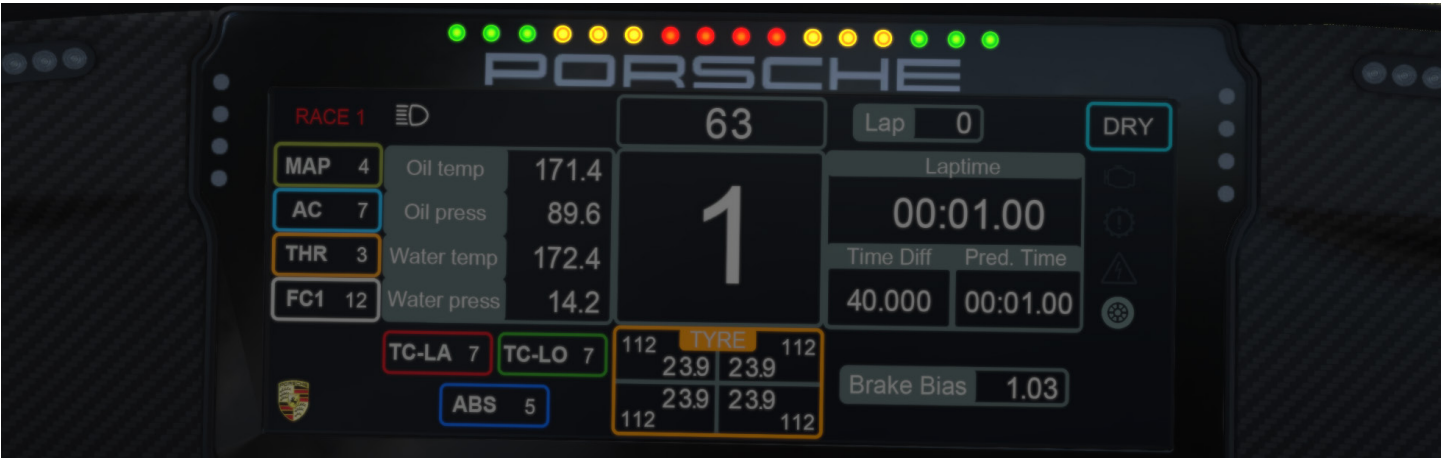 PORSCHE
RACE 1
63
Lap 0
DRY
MAP 4
Oil temp 171.4
AC 7
Oil press 89.6
THR 3
Water temp 172.4
FC1 12
Water press 14.2
1
Laptime
00:01.00
Time Diff Pred. Time
40.000 00:01.00
TC-LA 7
TC-LO 7
ABS 5
TYRE
112 112
23.9 23.9
23.9 23.9
112 112
Brake Bias 1.03